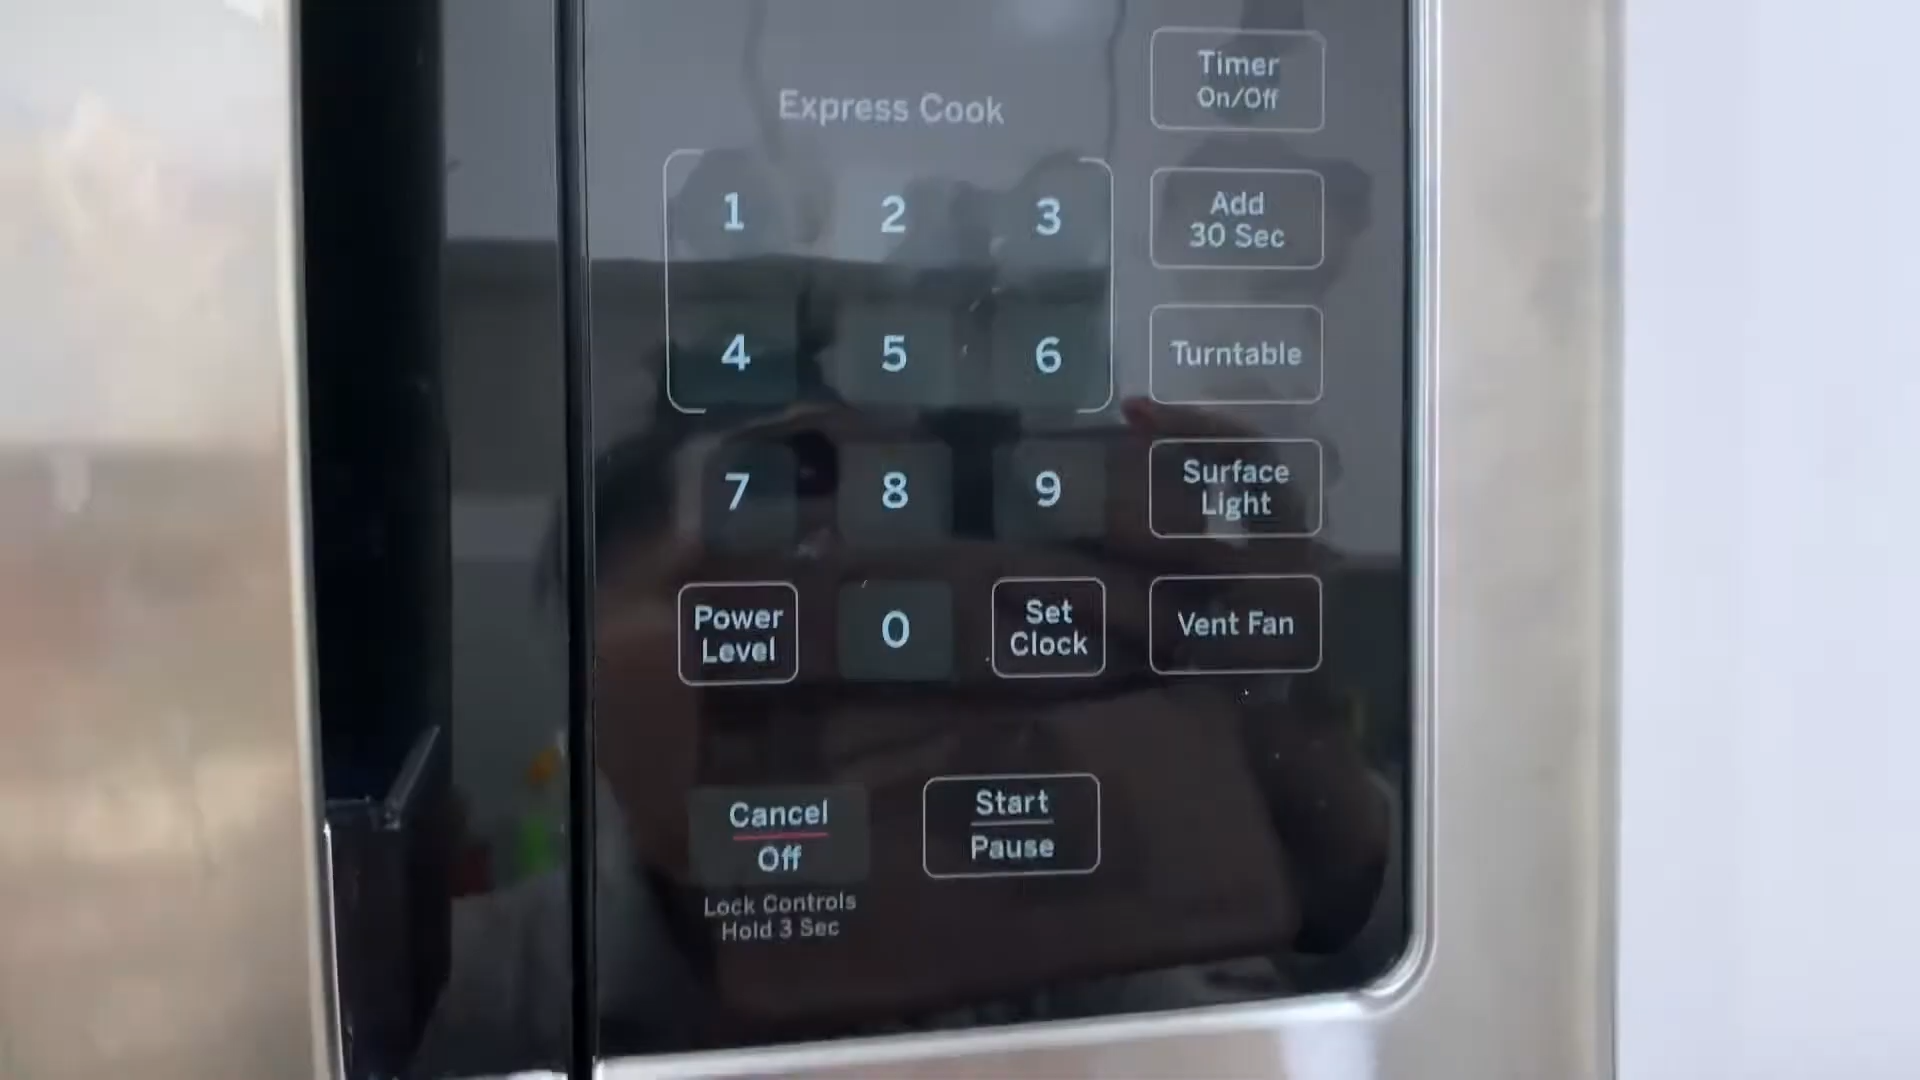 Express Cook
Timer
On/Off
1 2 3
Add
30 Sec
4 5 6
Turntable
7 8 9
Surface
Light
Power
Level
0
Set
Clock
Vent Fan
Cancel
Off
Start
Pause
Lock Controls
Hold 3 Sec